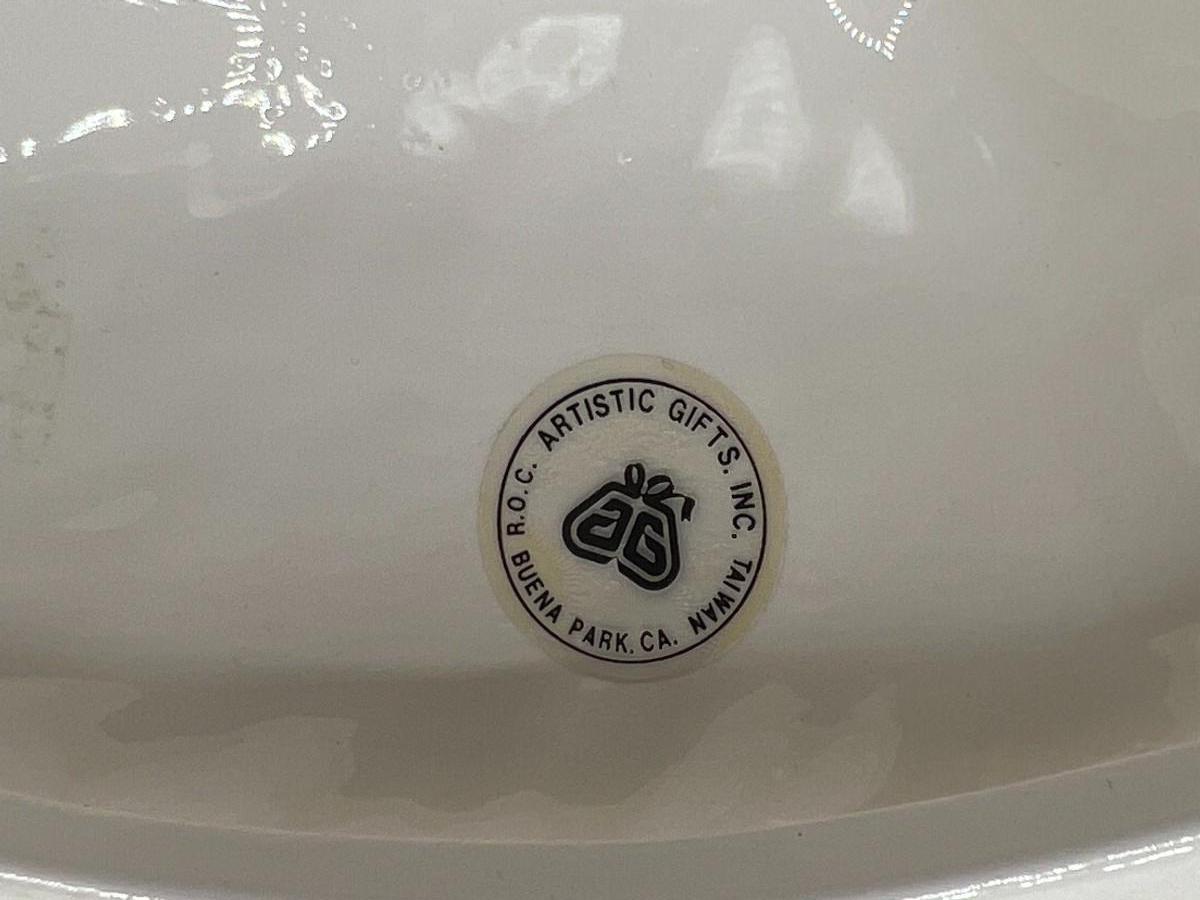 ARTISTIC GIFTS, INC. TAIWAN
R.O.C. BUENA PARK, CA.
AG